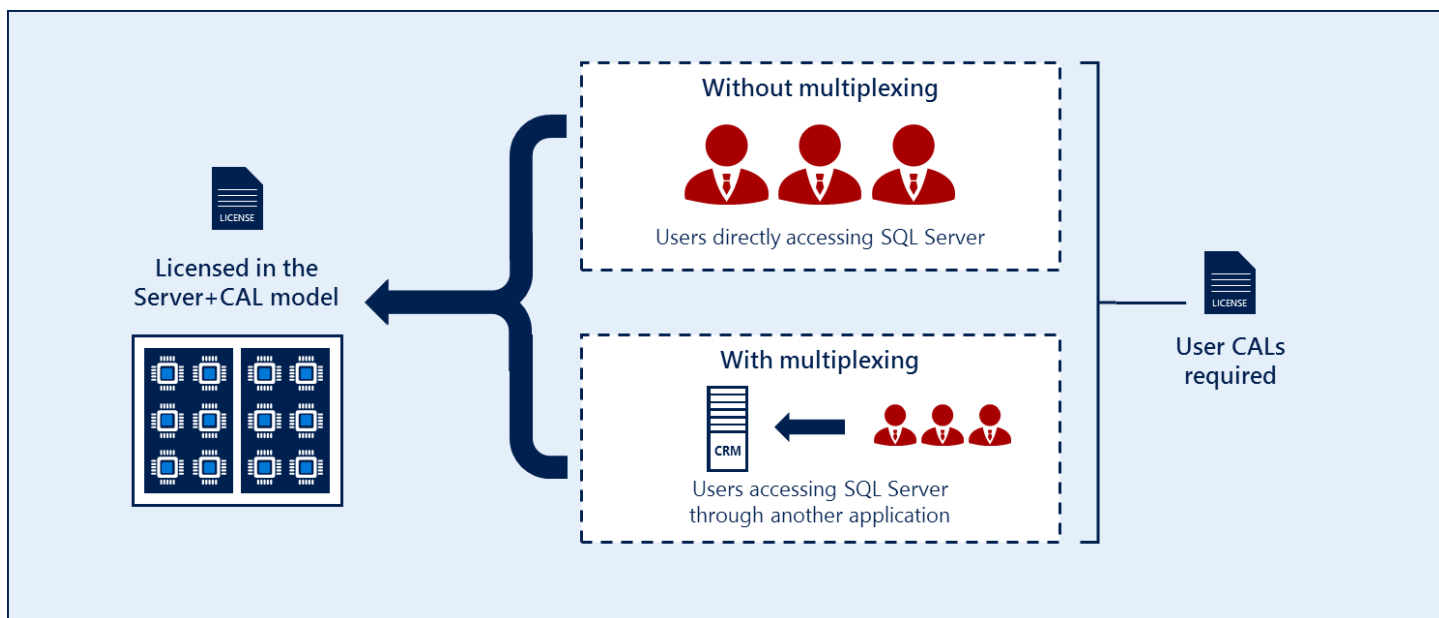 LICENSE
Licensed in the
Server+CAL model
Without multiplexing
Users directly accessing SQL Server
With multiplexing
CRM
Users accessing SQL Server
through another application
LICENSE
User CALs
required